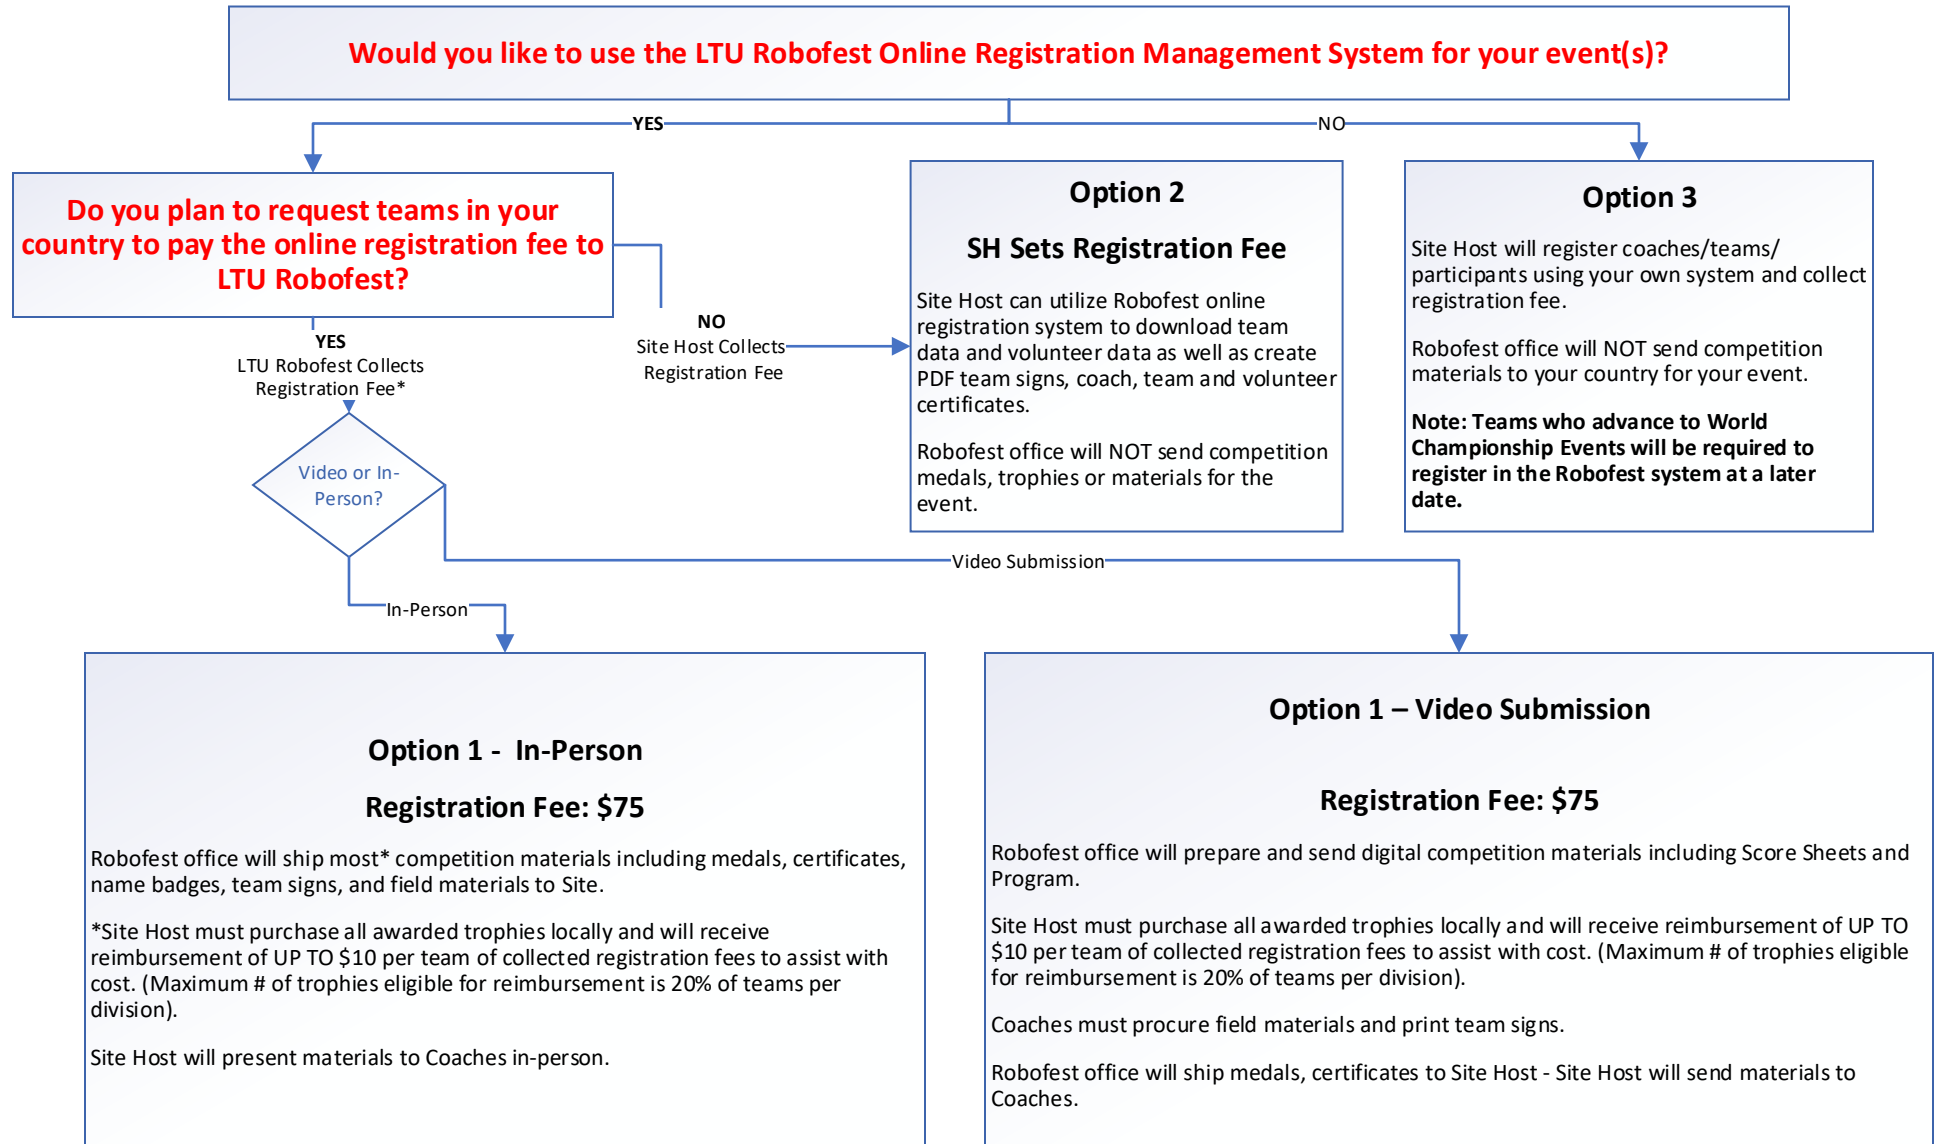 Would you like to use the LTU Robofest Online Registration Management System for your event(s)?
YES
NO
Do you plan to request teams in your
country to pay the online registration fee to
LTU Robofest?
YES
LTU Robofest Collects
Registration Fee*
NO
Site Host Collects
Registration Fee
Option 2
SH Sets Registration Fee
Site Host can utilize Robofest online
registration system to download team
data and volunteer data as well as create
PDF team signs, coach, team and volunteer
certificates.
Robofest office will NOT send competition
medals, trophies or materials for the
event.
Option 3
Site Host will register coaches/teams/
participants using your own system and collect
registration fee.
Robofest office will NOT send competition
materials to your country for your event.
Note: Teams who advance to World
Championship Events will be required to
register in the Robofest system at a later
date.
Video or In-
Person?
Video Submission
In-Person
Option 1 - In-Person
Registration Fee: $75
Robofest office will ship most* competition materials including medals, certificates,
name badges, team signs, and field materials to Site.
*Site Host must purchase all awarded trophies locally and will receive
reimbursement of UP TO $10 per team of collected registration fees to assist with
cost. (Maximum # of trophies eligible for reimbursement is 20% of teams per
division).
Site Host will present materials to Coaches in-person.
Option 1 – Video Submission
Registration Fee: $75
Robofest office will prepare and send digital competition materials including Score Sheets and
Program.
Site Host must purchase all awarded trophies locally and will receive reimbursement of UP TO
$10 per team of collected registration fees to assist with cost. (Maximum # of trophies eligible
for reimbursement is 20% of teams per division).
Coaches must procure field materials and print team signs.
Robofest office will ship medals, certificates to Site Host - Site Host will send materials to
Coaches.